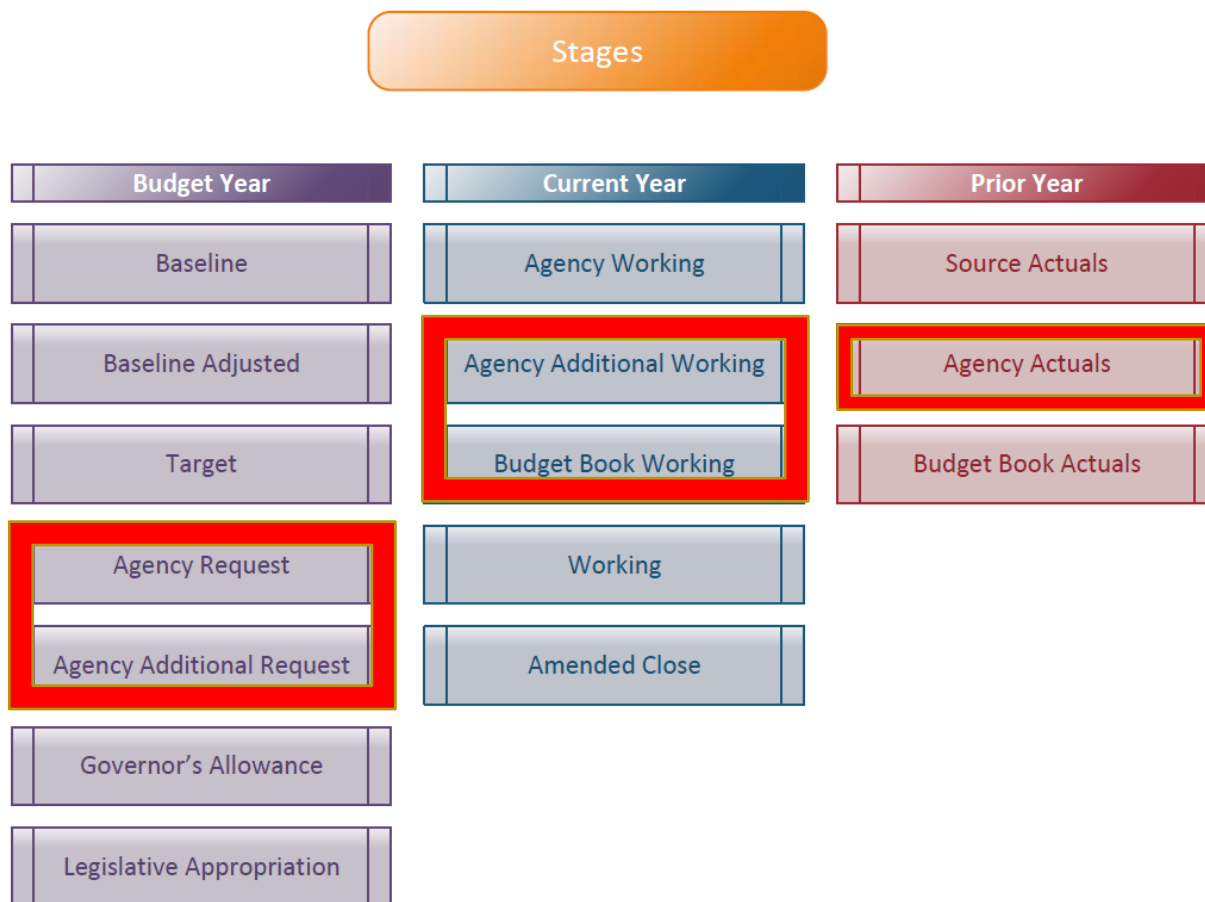 Stages
Budget Year
Baseline
Baseline Adjusted
Target
Agency Request
Agency Additional Request
Governor’s Allowance
Legislative Appropriation
Current Year
Agency Working
Agency Additional Working
Budget Book Working
Working
Amended Close
Prior Year
Source Actuals
Agency Actuals
Budget Book Actuals